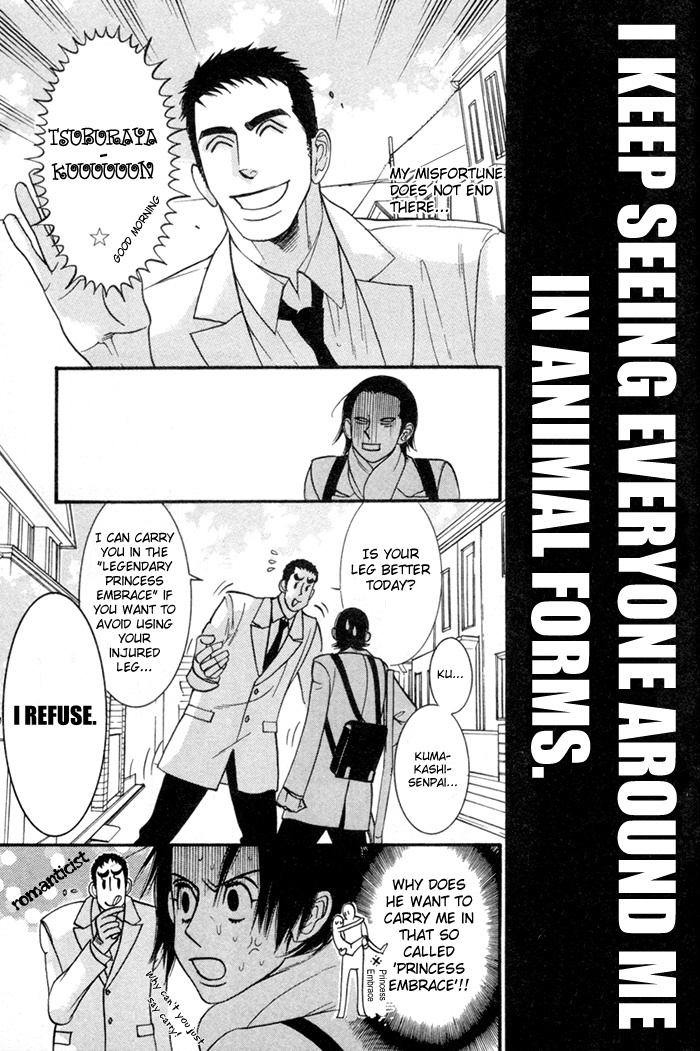 I KEEP SEEING EVERYONE AROUND ME
IN ANIMAL FORMS.
MY MISFORTUNE
DOES NOT END
THERE...
TSUBURAYA
-
KUUUUUUN
GOOD MORNING
IS YOUR
LEG BETTER
TODAY?
KU...
KUMA-
KASHI-
SENPAI...
I CAN CARRY
YOU IN THE
"LEGENDARY
PRINCESS
EMBRACE" IF
YOU WANT TO
AVOID USING
YOUR
INJURED
LEG...
I REFUSE.
WHY DOES
HE WANT TO
CARRY ME IN
THAT SO
CALLED
'PRINCESS
EMBRACE'!!
※ Princess
Embrace
romanticist
Why can't you just
say carry!